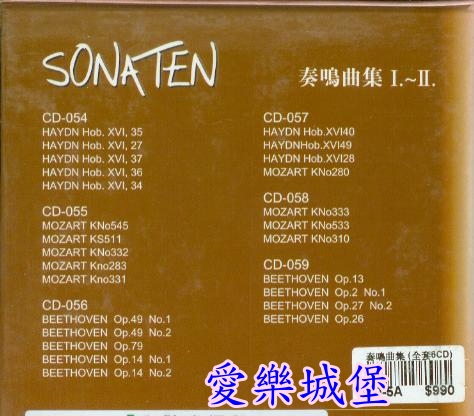 SONATEN
奏鳴曲集 I.~II.
CD-054
HAYDN Hob. XVI, 35
HAYDN Hob. XVI, 27
HAYDN Hob. XVI, 37
HAYDN Hob. XVI, 36
HAYDN Hob. XVI, 34
CD-055
MOZART KNo545
MOZART KS511
MOZART KNo332
MOZART Kno283
MOZART Kno331
CD-056
BEETHOVEN Op.49 No.1
BEETHOVEN Op.49 No.2
BEETHOVEN Op.79
BEETHOVEN Op.14 No.1
BEETHOVEN Op.14 No.2
CD-057
HAYDN Hob.XVI40
HAYDNHob.XVI49
HAYDN Hob.XVI28
MOZART KNo280
CD-058
MOZART KNo333
MOZART KNo533
MOZART KNo310
CD-059
BEETHOVEN Op.13
BEETHOVEN Op.2 No.1
BEETHOVEN Op.27 No.2
BEETHOVEN Op.26
奏鳴曲集(全套6CD)
$990
愛樂城堡